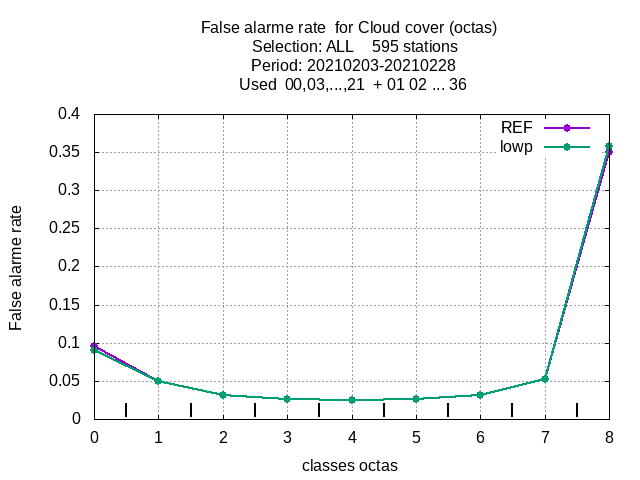 False alarme rate  for Cloud cover (octas)
Selection: ALL    595 stations
Period: 20210203-20210228
Used  00,03,...,21  + 01 02 ... 36
REF
lowp
0.4
0.35
0.3
0.25
0.2
0.15
0.1
0.05
0
False alarme rate
0 1 2 3 4 5 6 7 8
classes octas